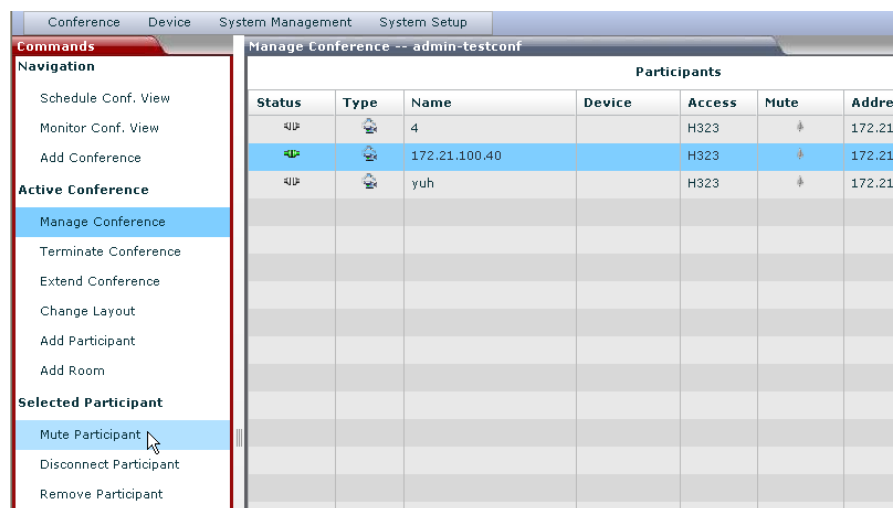 Conference Device System Management System Setup
Commands
Navigation
Schedule Conf. View
Monitor Conf. View
Add Conference
Active Conference
Manage Conference
Terminate Conference
Extend Conference
Change Layout
Add Participant
Add Room
Selected Participant
Mute Participant
Disconnect Participant
Remove Participant
Manage Conference -- admin-testconf
Participants
Status Type Name Device Access Mute Addre
4 H323 172.21
172.21.100.40 H323 172.21
yuh H323 172.21